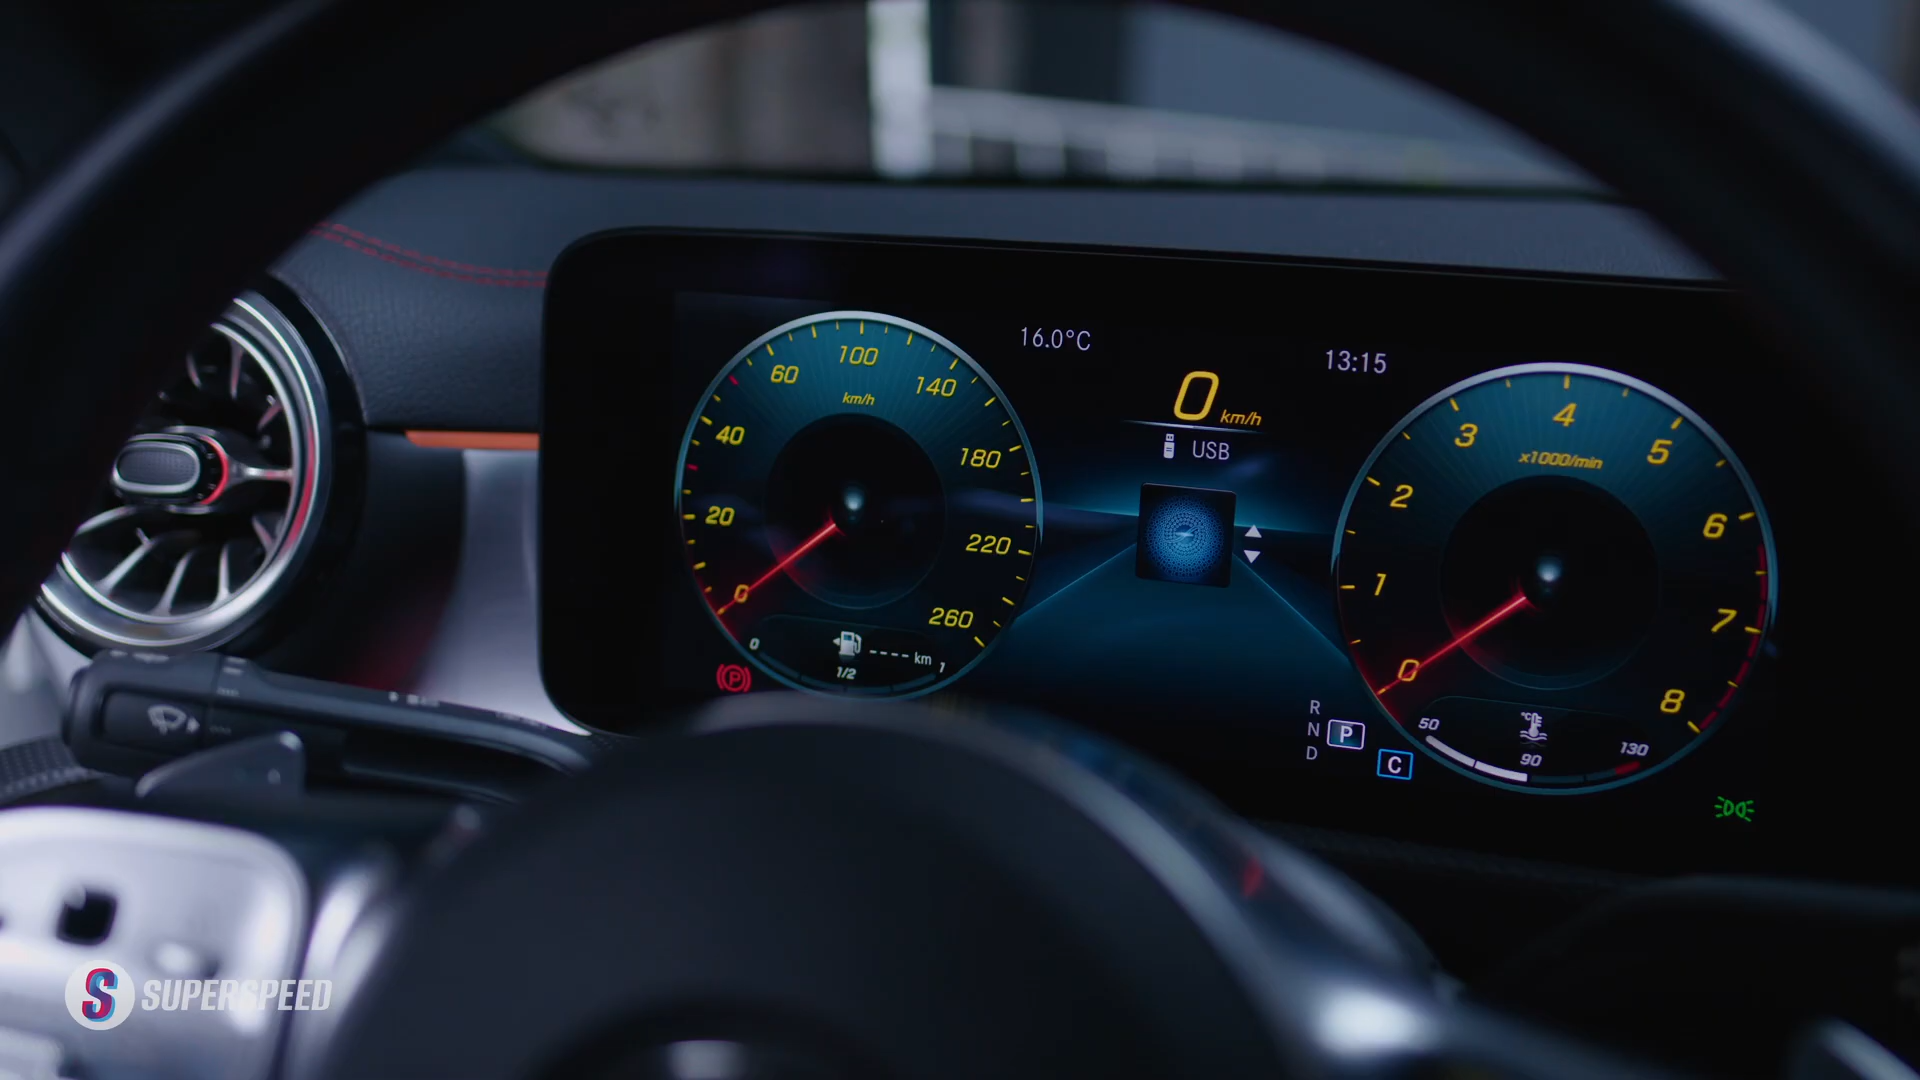 16.0°C
13:15
0 km/h
USB
100
60
140
km/h
40
180
20
220
0
260
0
1/2
---- km
1
P
4
3
5
x1000/min
2
6
1
7
0
8
R
N
D
P
C
50
°C
90
130
S SUPERSPEED